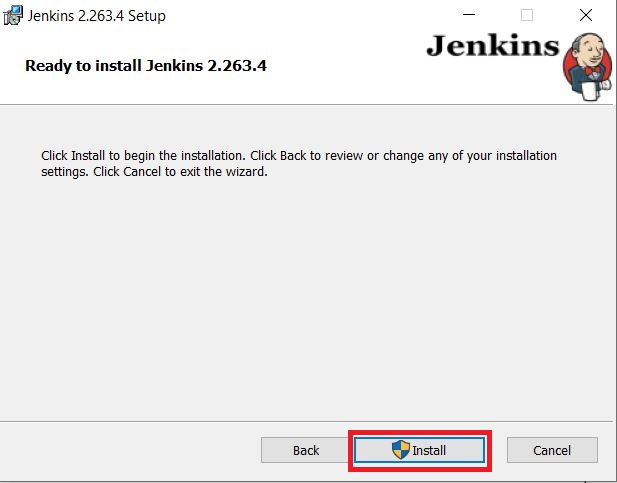 Jenkins 2.263.4 Setup
Jenkins
Ready to install Jenkins 2.263.4
Click Install to begin the installation. Click Back to review or change any of your installation
settings. Click Cancel to exit the wizard.
Back
Install
Cancel